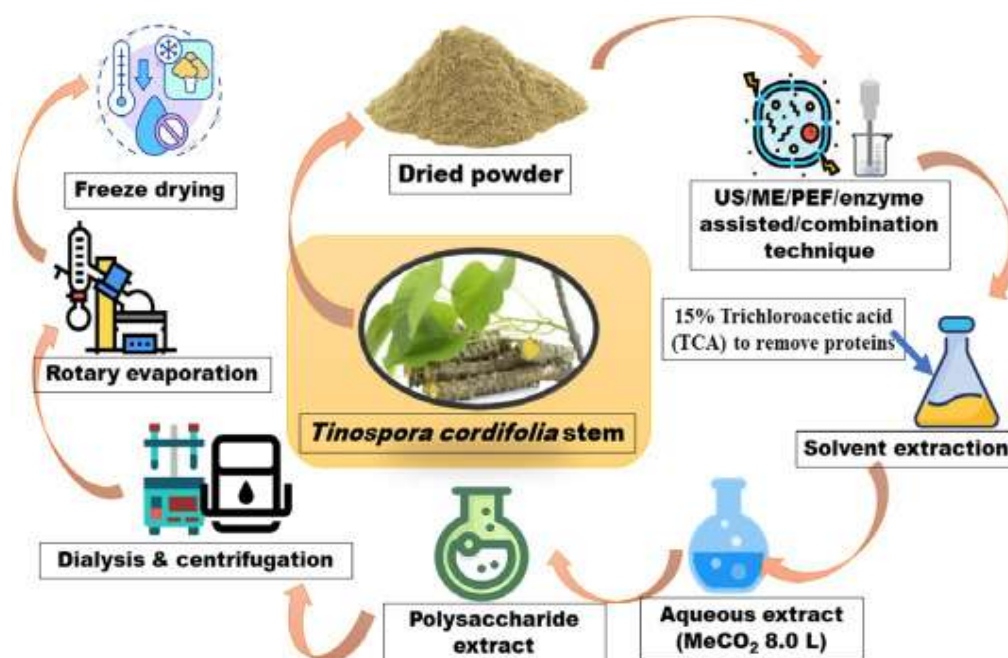 Tinospora cordifolia stem
Dried powder
US/ME/PEF/enzyme
assisted/combination
technique
15% Trichloroacetic acid
(TCA) to remove proteins
Solvent extraction
Aqueous extract
(MeCO₂ 8.0 L)
Polysaccharide
extract
Dialysis & centrifugation
Rotary evaporation
Freeze drying